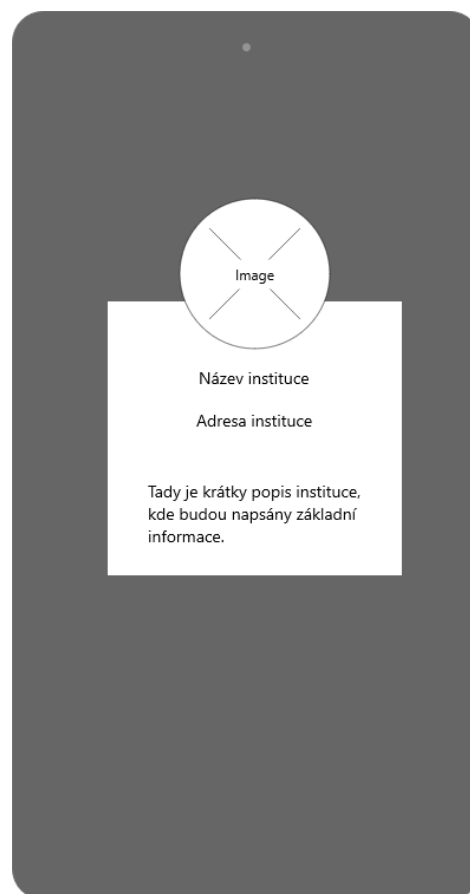 Image
Název instituce
Adresa instituce
Tady je krátky popis instituce,
kde budou napsány základní
informace.